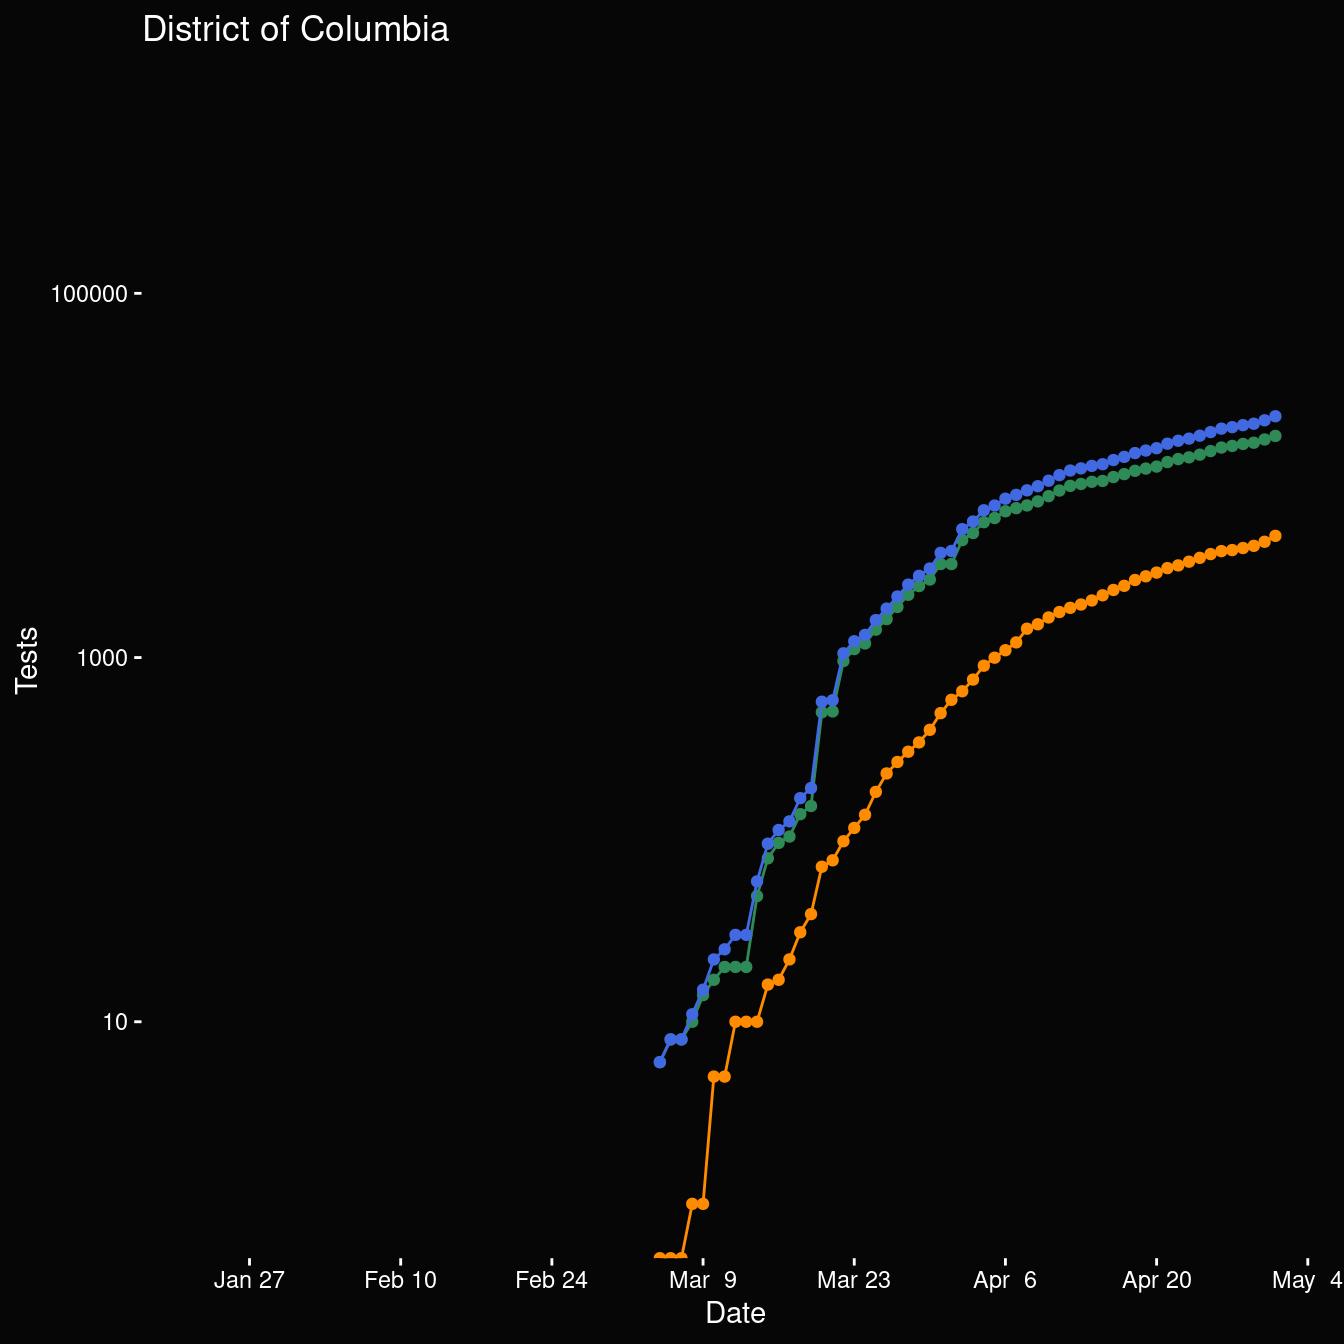 District of Columbia
100000
1000
10
Tests
Jan 27
Feb 10
Feb 24
Mar 9
Mar 23
Apr 6
Apr 20
May 4
Date